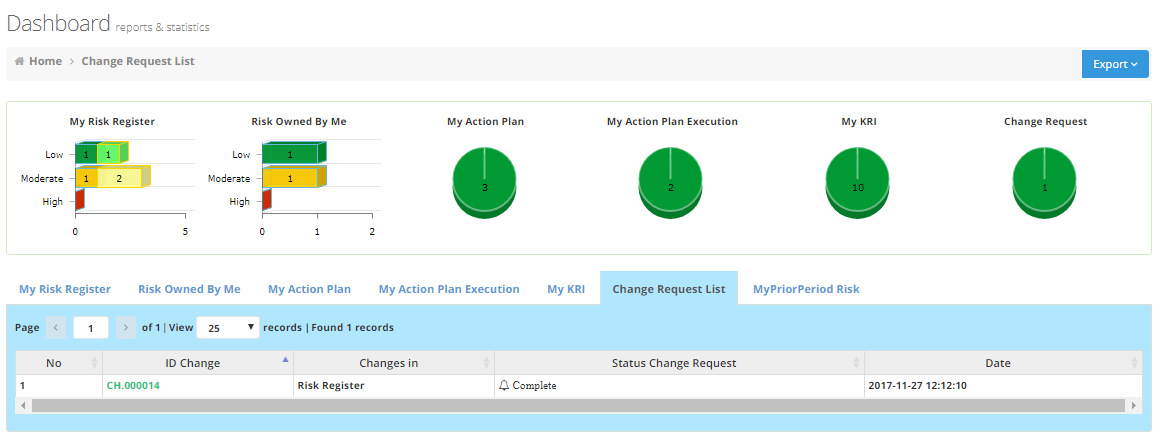 Dashboard reports & statistics
Home > Change Request List
Export
My Risk Register
Low 1 1
Moderate 1 2
High
0 5
Risk Owned By Me
Low 1
Moderate 1
High
0 1 2
My Action Plan
3
My Action Plan Execution
2
My KRI
10
Change Request
1
My Risk Register Risk Owned By Me My Action Plan My Action Plan Execution My KRI Change Request List MyPriorPeriod Risk
Page < 1 > of 1 | View 25 records | Found 1 records
No ID Change Changes in Status Change Request Date
1 CH.000014 Risk Register Complete 2017-11-27 12:12:10